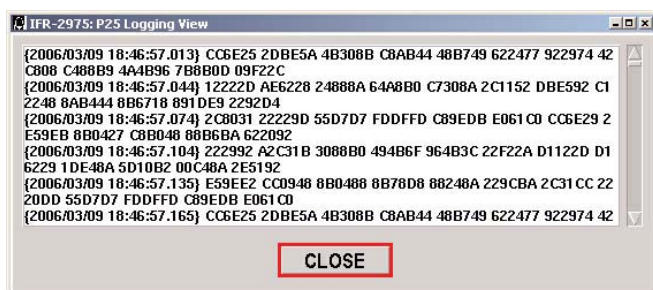 IFR-2975: P25 Logging View
{2006/03/09 18:46:57.013} CC6E25 2DBE5A 4B308B C8AB44 48B749 622477 922974 42
C808 C488B9 4A4B96 7B8B0D 09F22C
{2006/03/09 18:46:57.044} 12222D AE6228 24888A 64A8B0 C7308A 2C1152 DBE592 C1
2248 8AB444 8B6718 891DE9 2292D4
{2006/03/09 18:46:57.074} 2C8031 22229D 55D7D7 FDDFFD C89EDB E061C0 CC6E29 2
E59EB 8B0427 C8B048 88B6BA 622092
{2006/03/09 18:46:57.104} 222992 A2C31B 3088B0 494B6F 964B3C 22F22A D1122D D1
6229 1DE48A 5D10B2 00C48A 2E5192
{2006/03/09 18:46:57.135} E59EE2 CC0948 8B0488 8B78D8 88248A 229CBA 2C31CC 22
20DD 55D7D7 FDDFFD C89EDB E061C0
{2006/03/09 18:46:57.165} CC6E25 2DBE5A 4B308B C8AB44 48B749 622477 922974 42
CLOSE